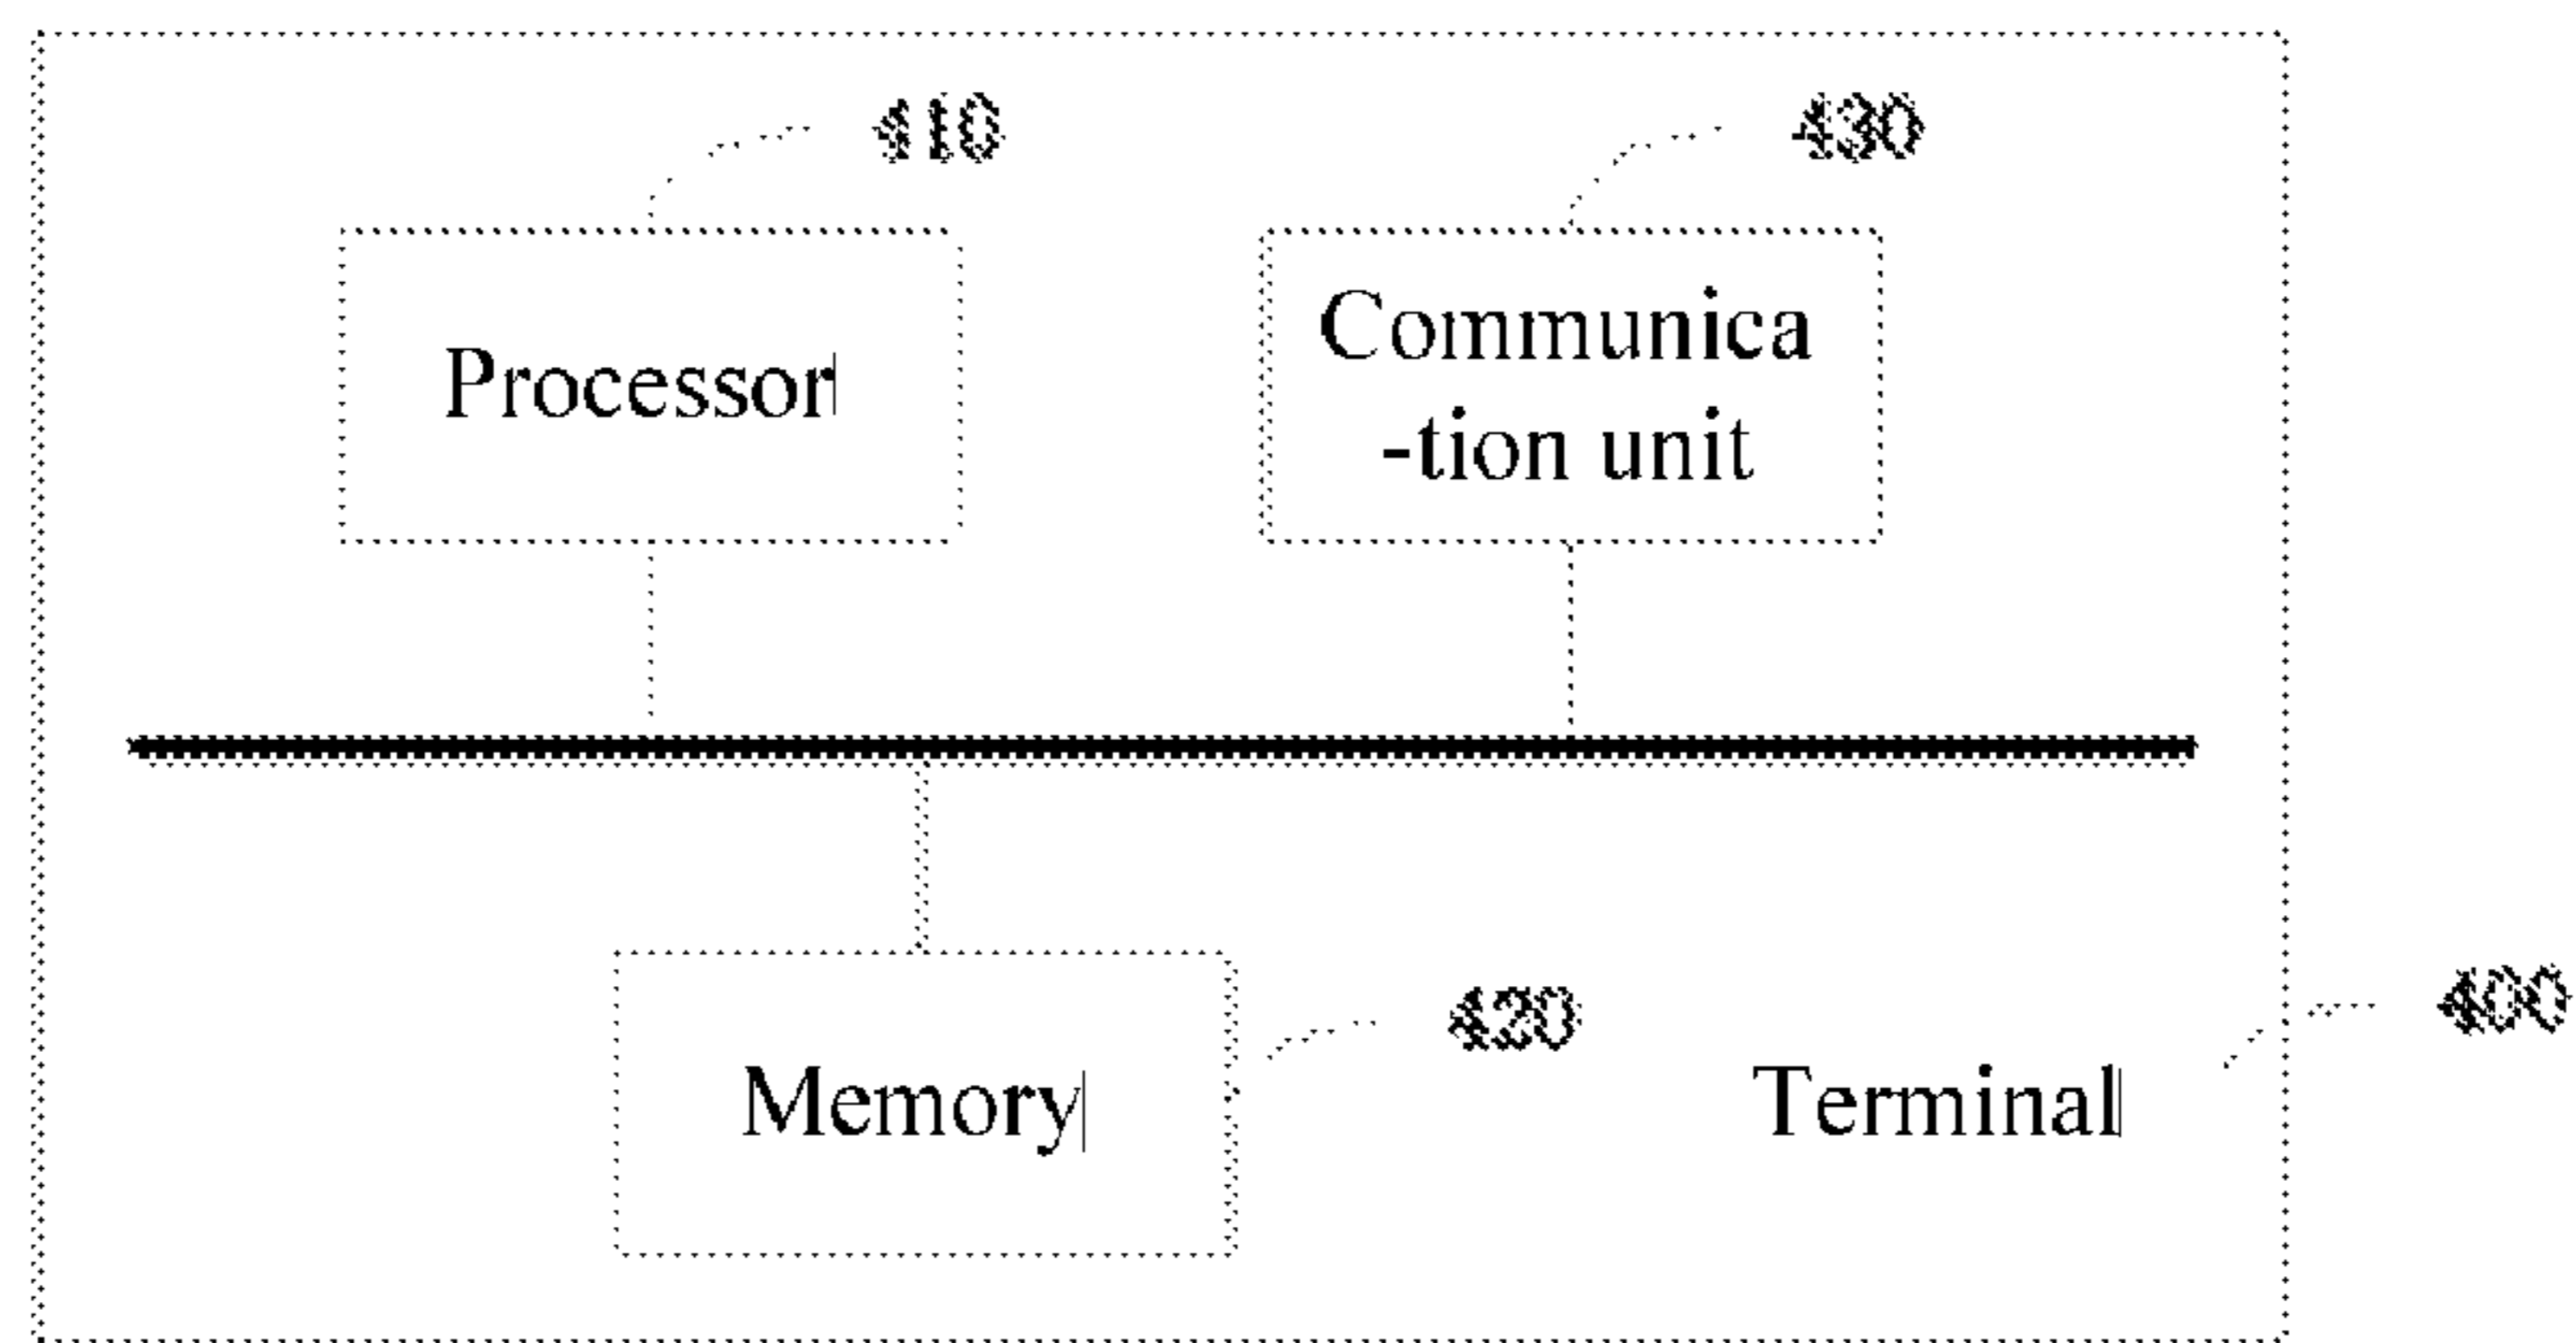 410
430
Processor
Communica
-tion unit
420
400
Memory
Terminal